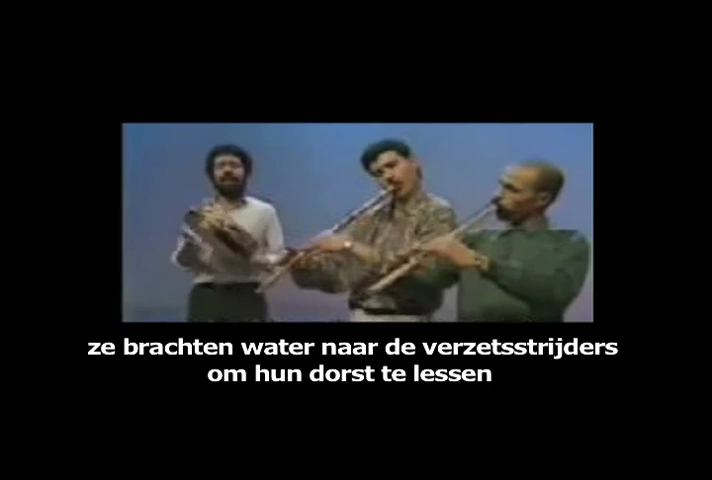 ze brachten water naar de verzetsstrijders
om hun dorst te lessen